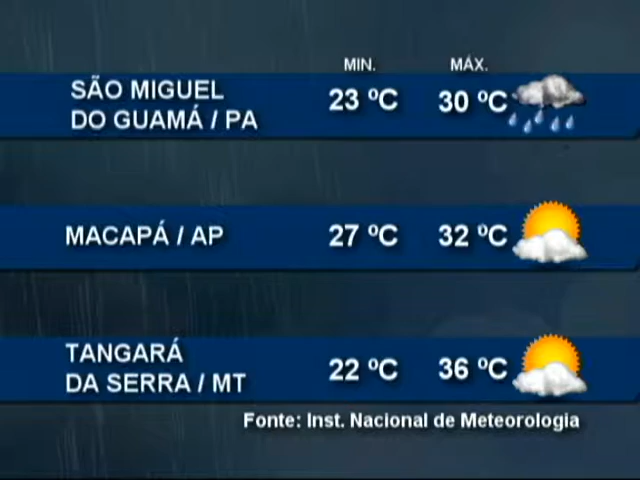 MIN. MÁX.
SÃO MIGUEL
DO GUAMÁ / PA 23 ºC 30 ºC
MACAPÁ / AP 27 ºC 32 ºC
TANGARÁ
DA SERRA / MT 22 ºC 36 ºC
Fonte: Inst. Nacional de Meteorologia